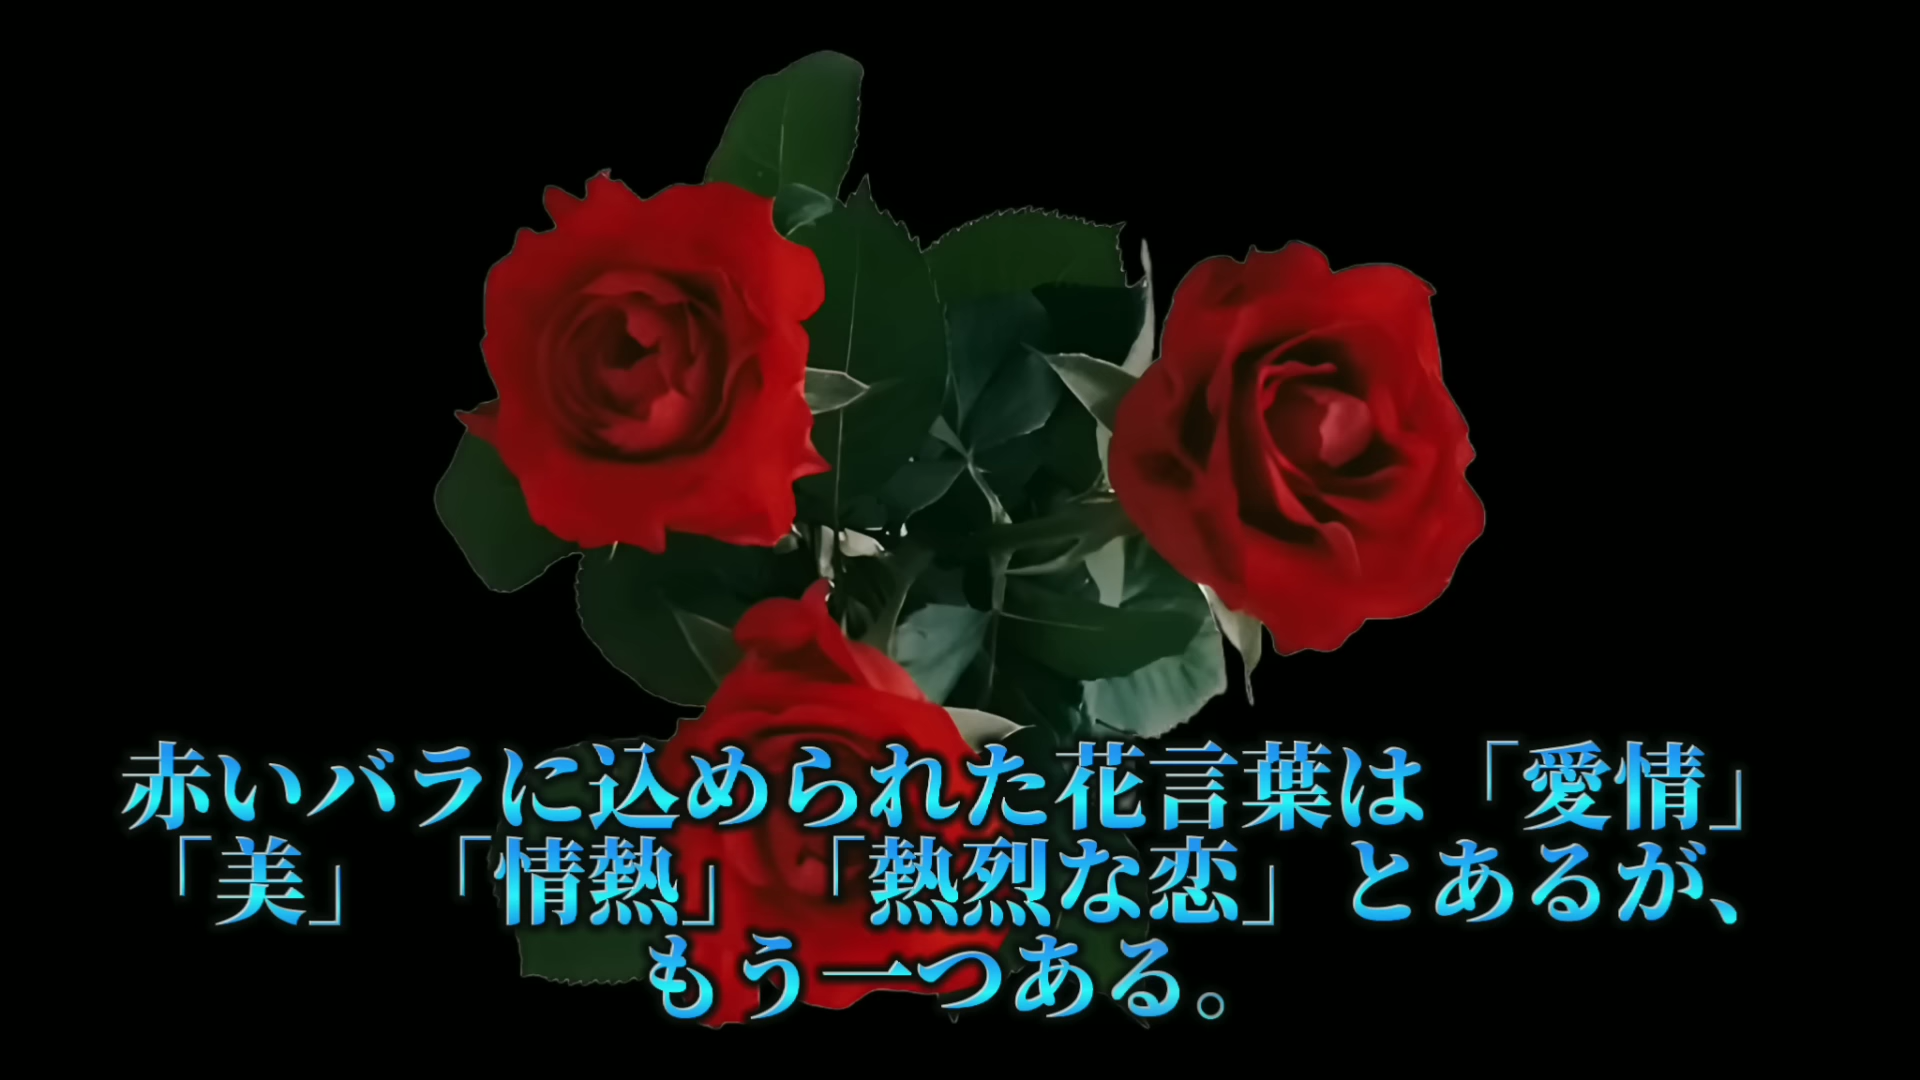 赤いバラに込められた花言葉は「愛情」
「美」「情熱」「熱烈な恋」とあるが、
もう一つある。